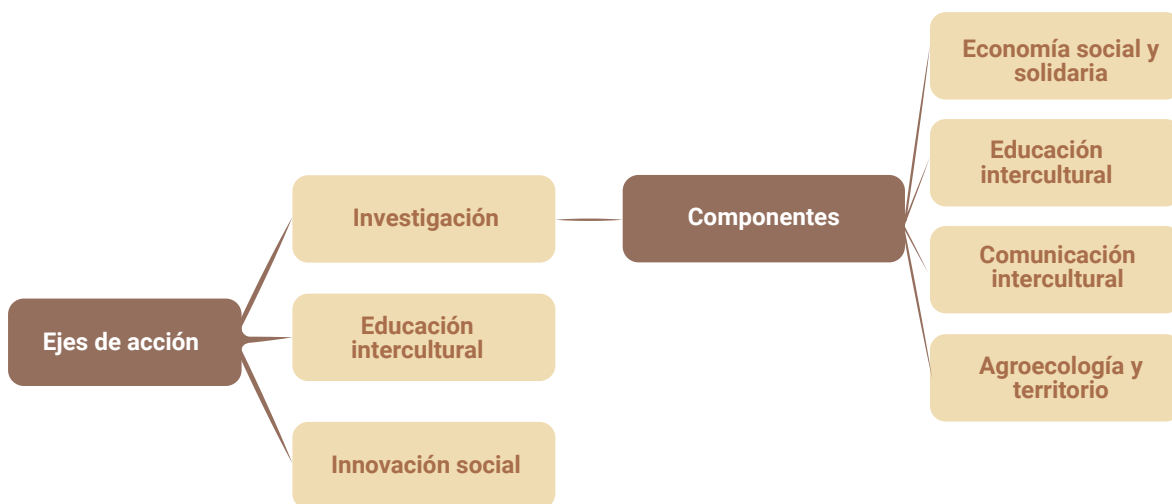 Ejes de acción
Investigación
Educación
intercultural
Innovación social
Componentes
Economía social y
solidaria
Educación
intercultural
Comunicación
intercultural
Agroecología y
territorio